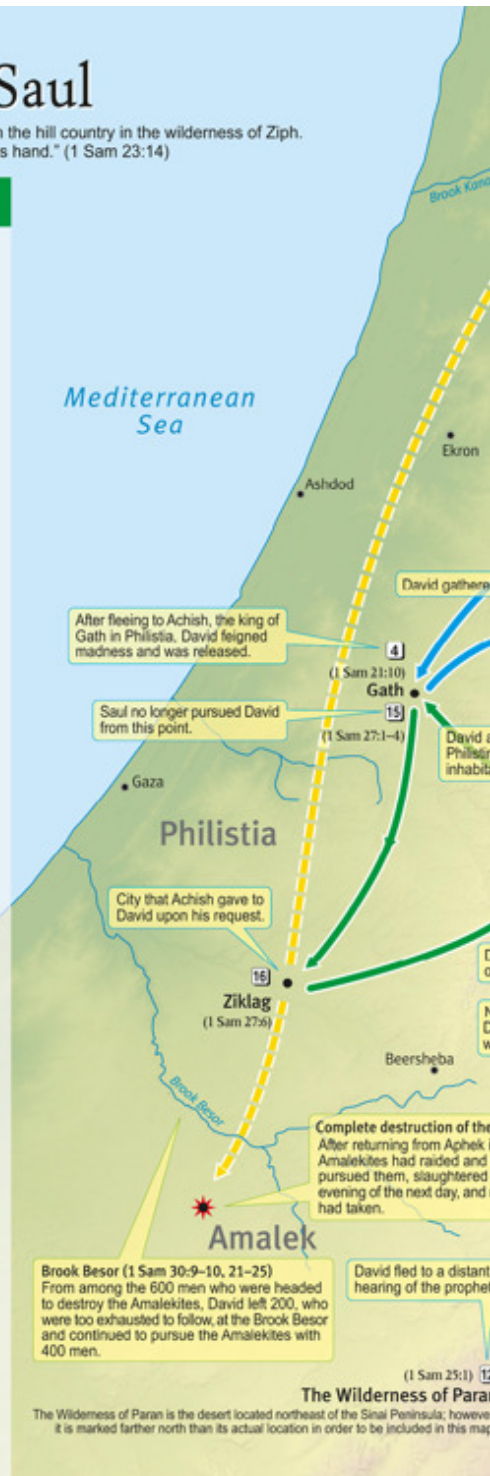 Saul
n the hill country in the wilderness of Ziph.
s hand." (1 Sam 23:14)
Brook Kana
Mediterranean
Sea
Ekron
Ashdod
David gathere
After fleeing to Achish, the king of
Gath in Philistia, David feigned
madness and was released.
4
(1 Sam 21:10)
Gath
15
(1 Sam 27:1–4)
Saul no longer pursued David
from this point.
David a
Philistin
inhabita
Gaza
Philistia
City that Achish gave to
David upon his request.
16
Ziklag
(1 Sam 27:6)
D
o
N
D
w
Beersheba
Brook Besor
Complete destruction of the
After returning from Aphek i
Amalekites had raided and
pursued them, slaughtered
evening of the next day, and
had taken.
Amalek
Brook Besor (1 Sam 30:9–10, 21–25)
From among the 600 men who were headed
to destroy the Amalekites, David left 200, who
were too exhausted to follow, at the Brook Besor
and continued to pursue the Amalekites with
400 men.
David fled to a distant
hearing of the prophet
(1 Sam 25:1) 12
The Wilderness of Paran
The Wilderness of Paran is the desert located northeast of the Sinai Peninsula; howeve
it is marked farther north than its actual location in order to be included in this map